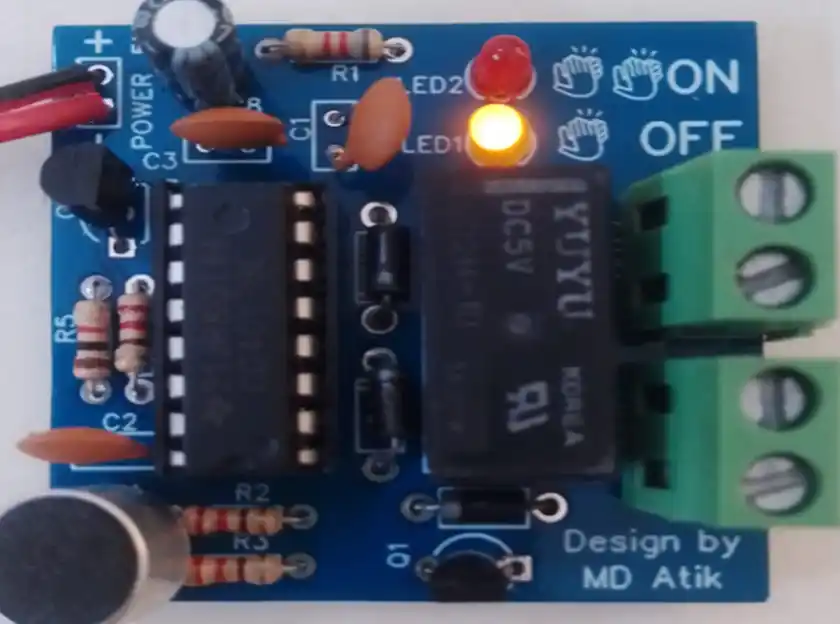 +
POWER
R1
LED2
ON
C1
LED1
OFF
C3
YUYU
DC5V
KOREA
R5
C2
R2
R3
Q1
Design by
MD Atik